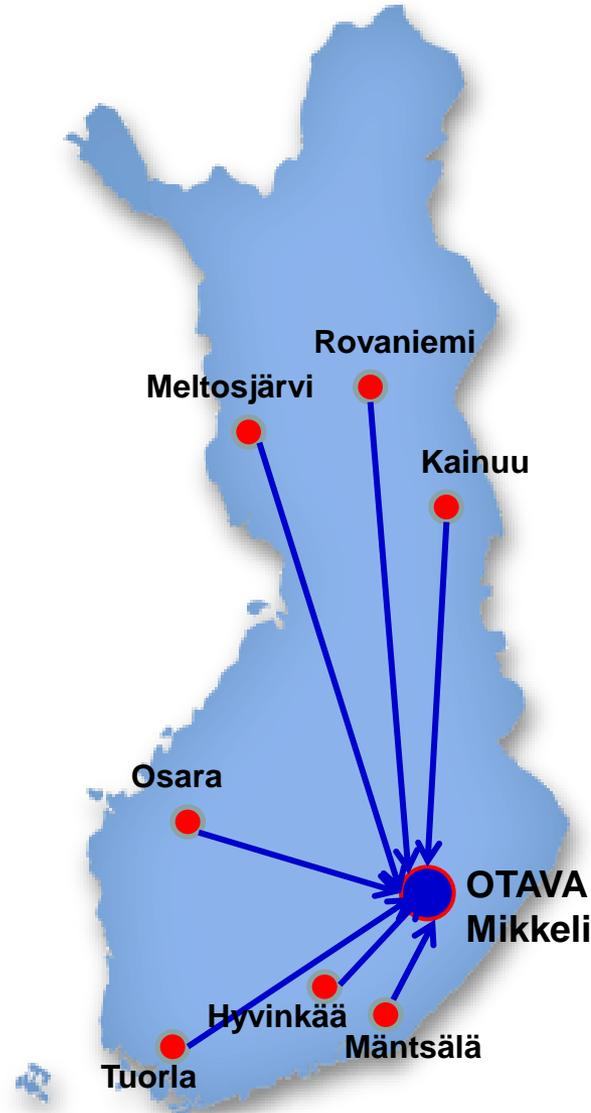 Rovaniemi
Meltosjärvi
Kainuu
Osara
OTAVA
Mikkeli
Hyvinkää
Mäntsälä
Tuorla